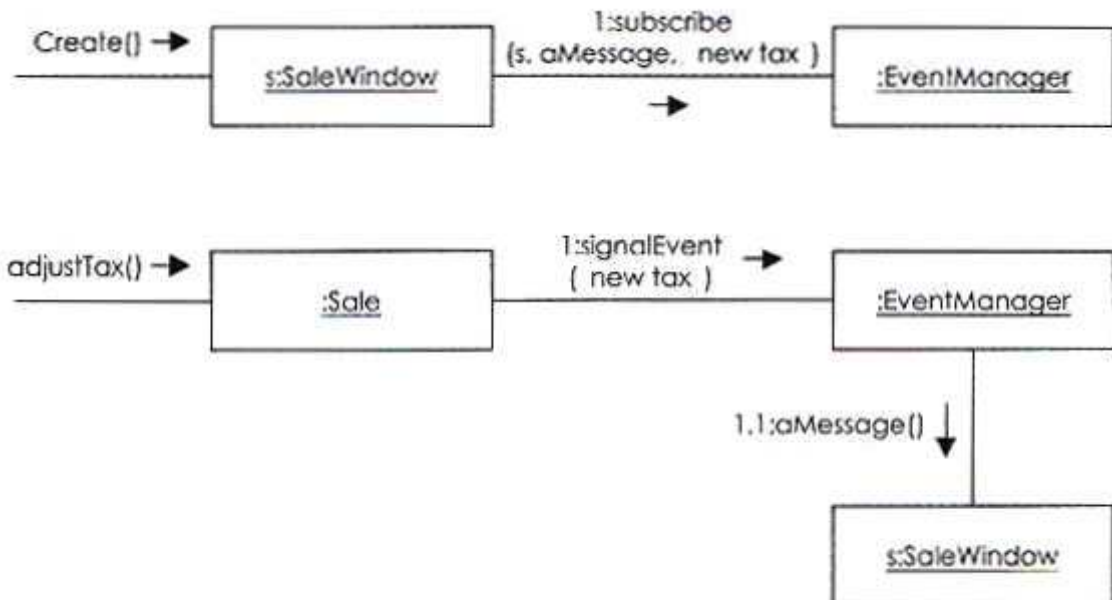 Create()
s:SaleWindow
1:subscribe
(s, aMessage, new tax )
:EventManager
adjustTax()
:Sale
1:signalEvent
( new tax )
:EventManager
1.1:aMessage()
s:SaleWindow